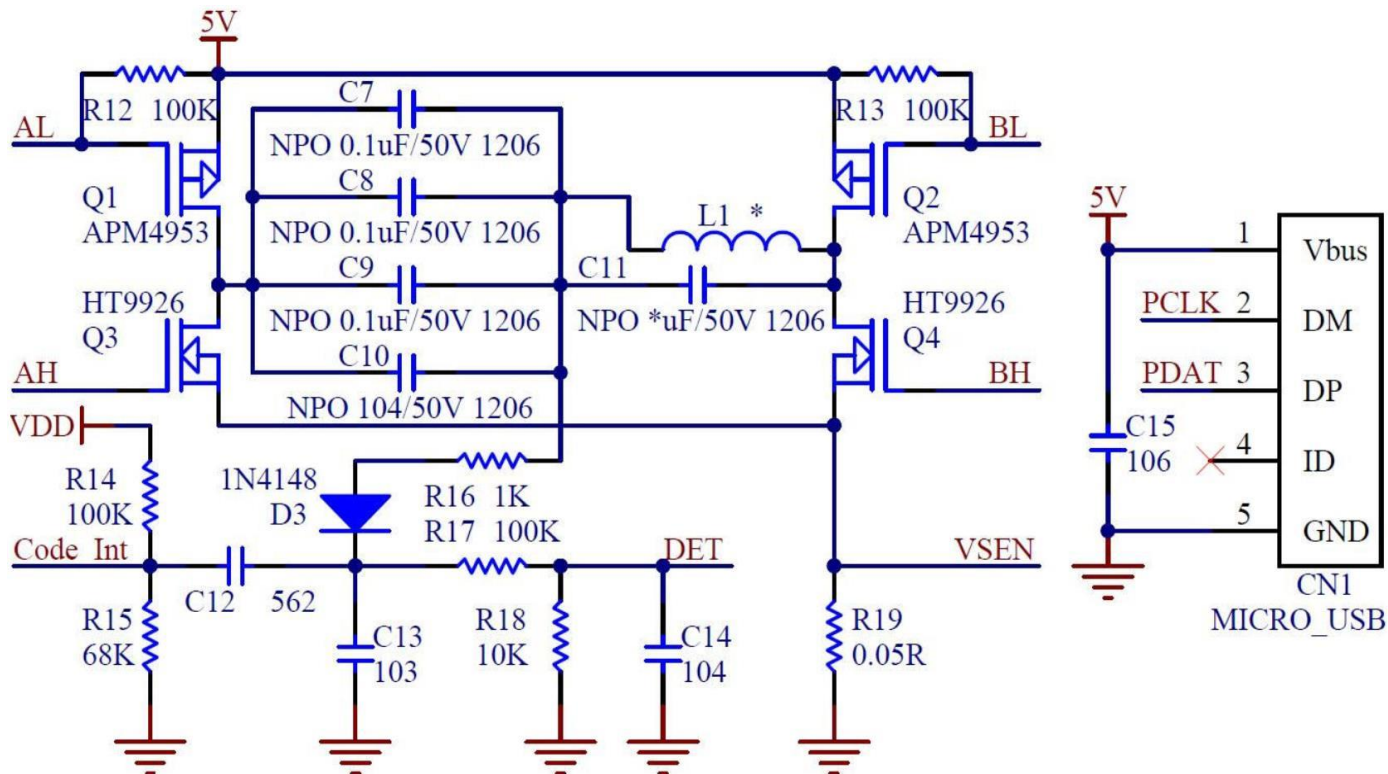 5V
R12 100K
C7
R13 100K
AL
BL
NPO 0.1uF/50V 1206
Q1
C8
L1 *
Q2
5V
APM4953
NPO 0.1uF/50V 1206
APM4953
1
Vbus
C9
C11
HT9926
HT9926
NPO 0.1uF/50V 1206
NPO *uF/50V 1206
PCLK
2
DM
Q3
C10
Q4
AH
BH
PDAT
3
DP
NPO 104/50V 1206
VDD
C15
106
4
ID
R14
100K
1N4148
D3
R16 1K
R17 100K
5
GND
Code_Int
DET
VSEN
CN1
MICRO_USB
C12 562
R15
68K
C13
103
R18
10K
C14
104
R19
0.05R